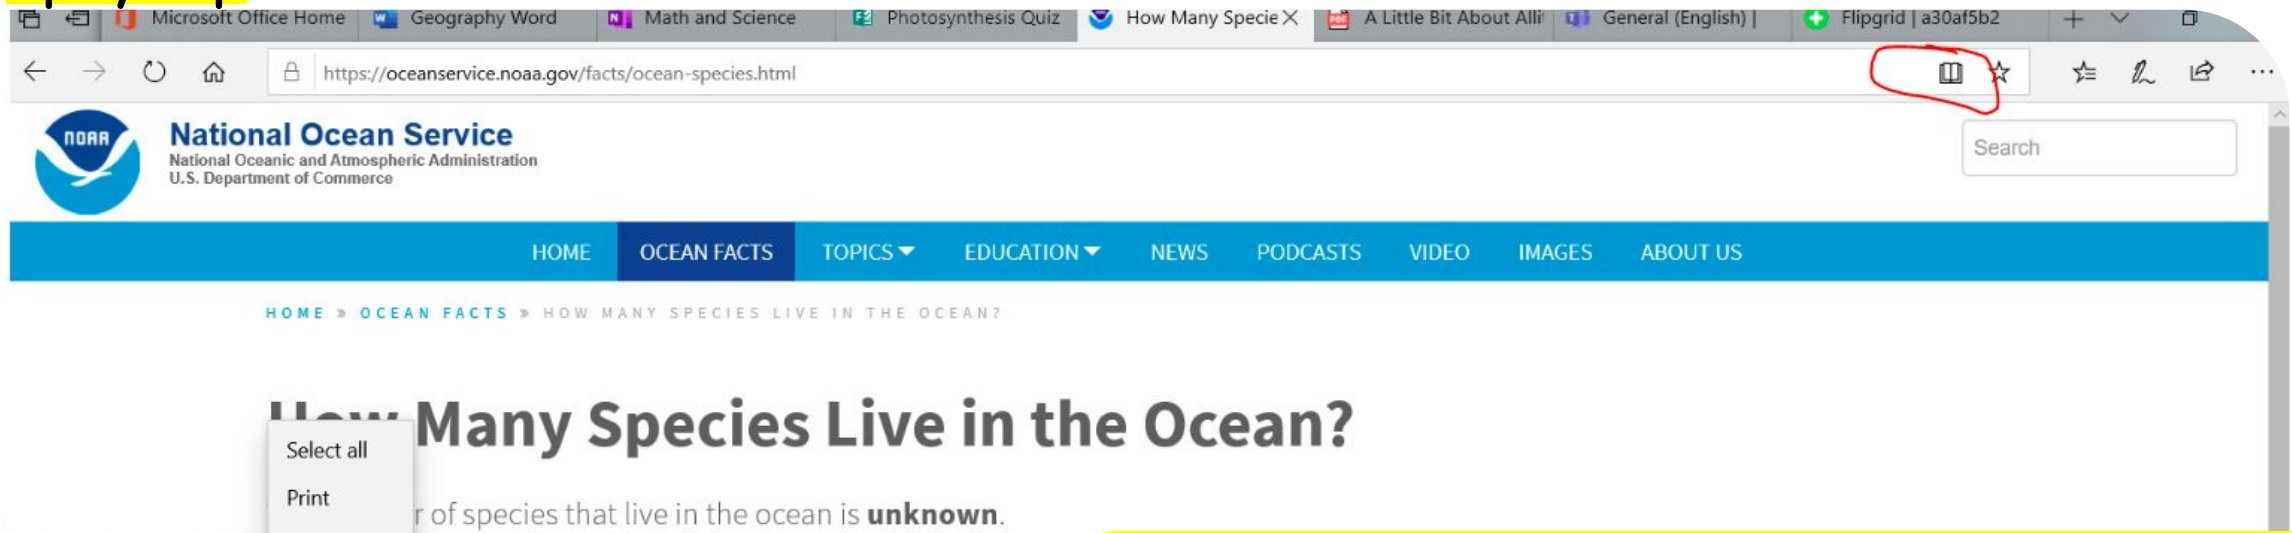 Microsoft Office Home Geography Word Math and Science Photosynthesis Quiz How Many Specie A Little Bit About Allit General (English) | Flipgrid | a30af5b2
https://oceanservice.noaa.gov/facts/ocean-species.html
NOAA
National Ocean Service
National Oceanic and Atmospheric Administration
U.S. Department of Commerce
Search
HOME OCEAN FACTS TOPICS EDUCATION NEWS PODCASTS VIDEO IMAGES ABOUT US
HOME » OCEAN FACTS » HOW MANY SPECIES LIVE IN THE OCEAN?
How Many Species Live in the Ocean?
Select all
Print
r of species that live in the ocean is unknown.